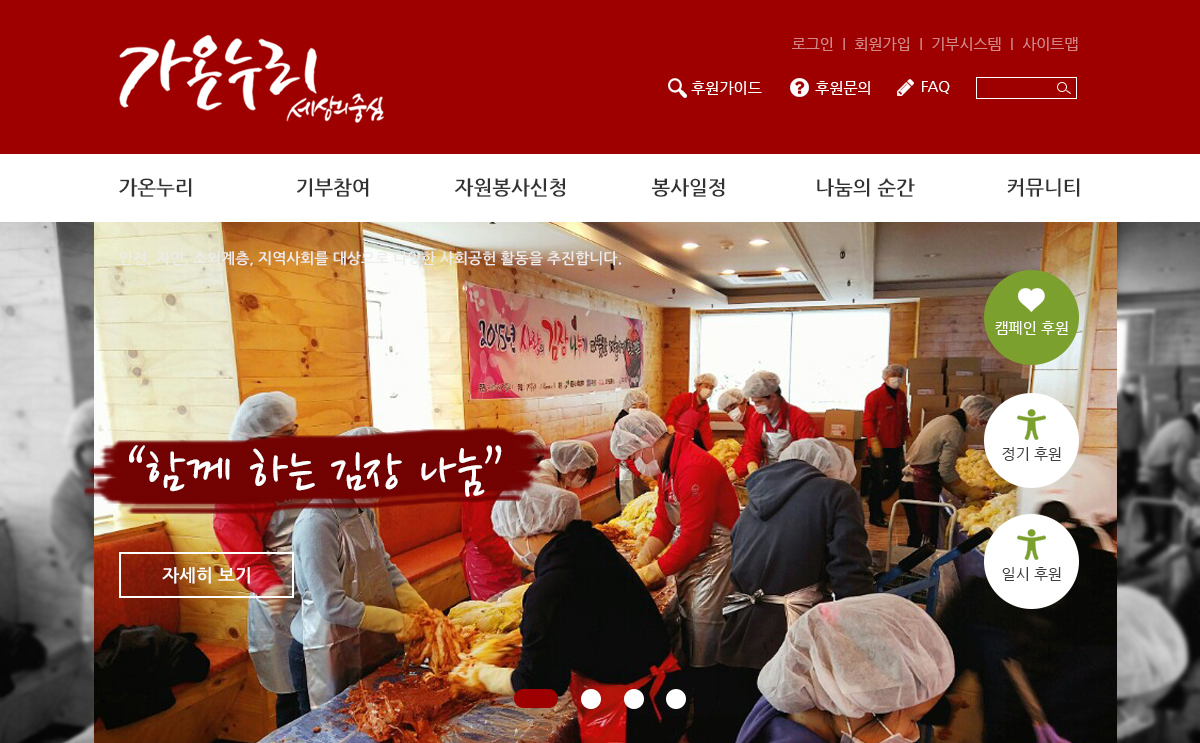 가온누리
세상의중심
로그인 I 회원가입 I 기부시스템 I 사이트맵
후원가이드 후원문의 FAQ
가온누리 기부참여 자원봉사신청 봉사일정 나눔의 순간 커뮤니티
소외계층, 지역사회를 대상으로 다양한 사회공헌 활동을 추진합니다.
2015년 사랑의 김장 나누기
캠페인 후원
정기 후원
“함께 하는 김장 나눔”
일시 후원
자세히 보기